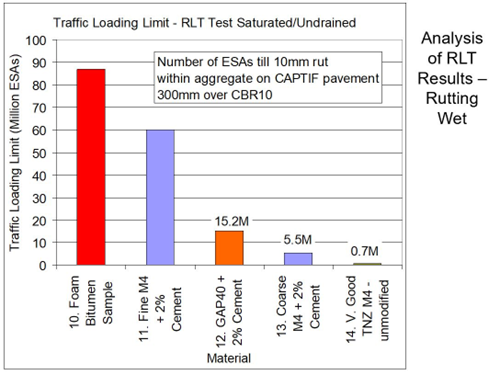 Traffic Loading Limit - RLT Test Saturated/Undrained
Analysis
of RLT
Results –
Rutting
Wet
Traffic Loading Limit (Million ESAs)
100
90
80
70
60
50
40
30
20
10
0
Number of ESAs till 10mm rut
within aggregate on CAPTIF pavement
300mm over CBR10
15.2M
5.5M
0.7M
10. Foam
Bitumen
Sample
11. Fine M4
+ 2%
Cement
12. GAP40 +
2% Cement
13. Coarse
M4 + 2%
Cement
14. V. Good
TNZ M4 -
unmodified
Material